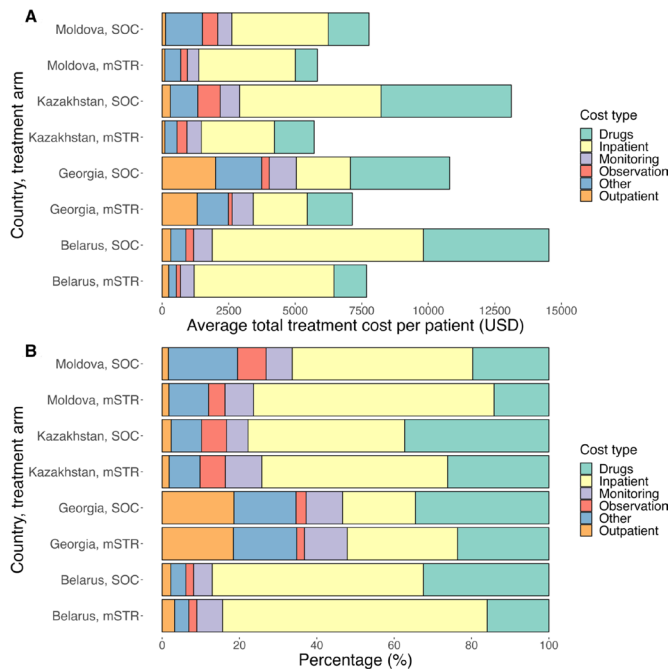 A
Country, treatment arm
Moldova, SOC
Moldova, mSTR
Kazakhstan, SOC
Kazakhstan, mSTR
Georgia, SOC
Georgia, mSTR
Belarus, SOC
Belarus, mSTR
0 2500 5000 7500 10000 12500 15000
Average total treatment cost per patient (USD)
Cost type
Drugs
Inpatient
Monitoring
Observation
Other
Outpatient
B
Country, treatment arm
Moldova, SOC
Moldova, mSTR
Kazakhstan, SOC
Kazakhstan, mSTR
Georgia, SOC
Georgia, mSTR
Belarus, SOC
Belarus, mSTR
0 20 40 60 80 100
Percentage (%)
Cost type
Drugs
Inpatient
Monitoring
Observation
Other
Outpatient